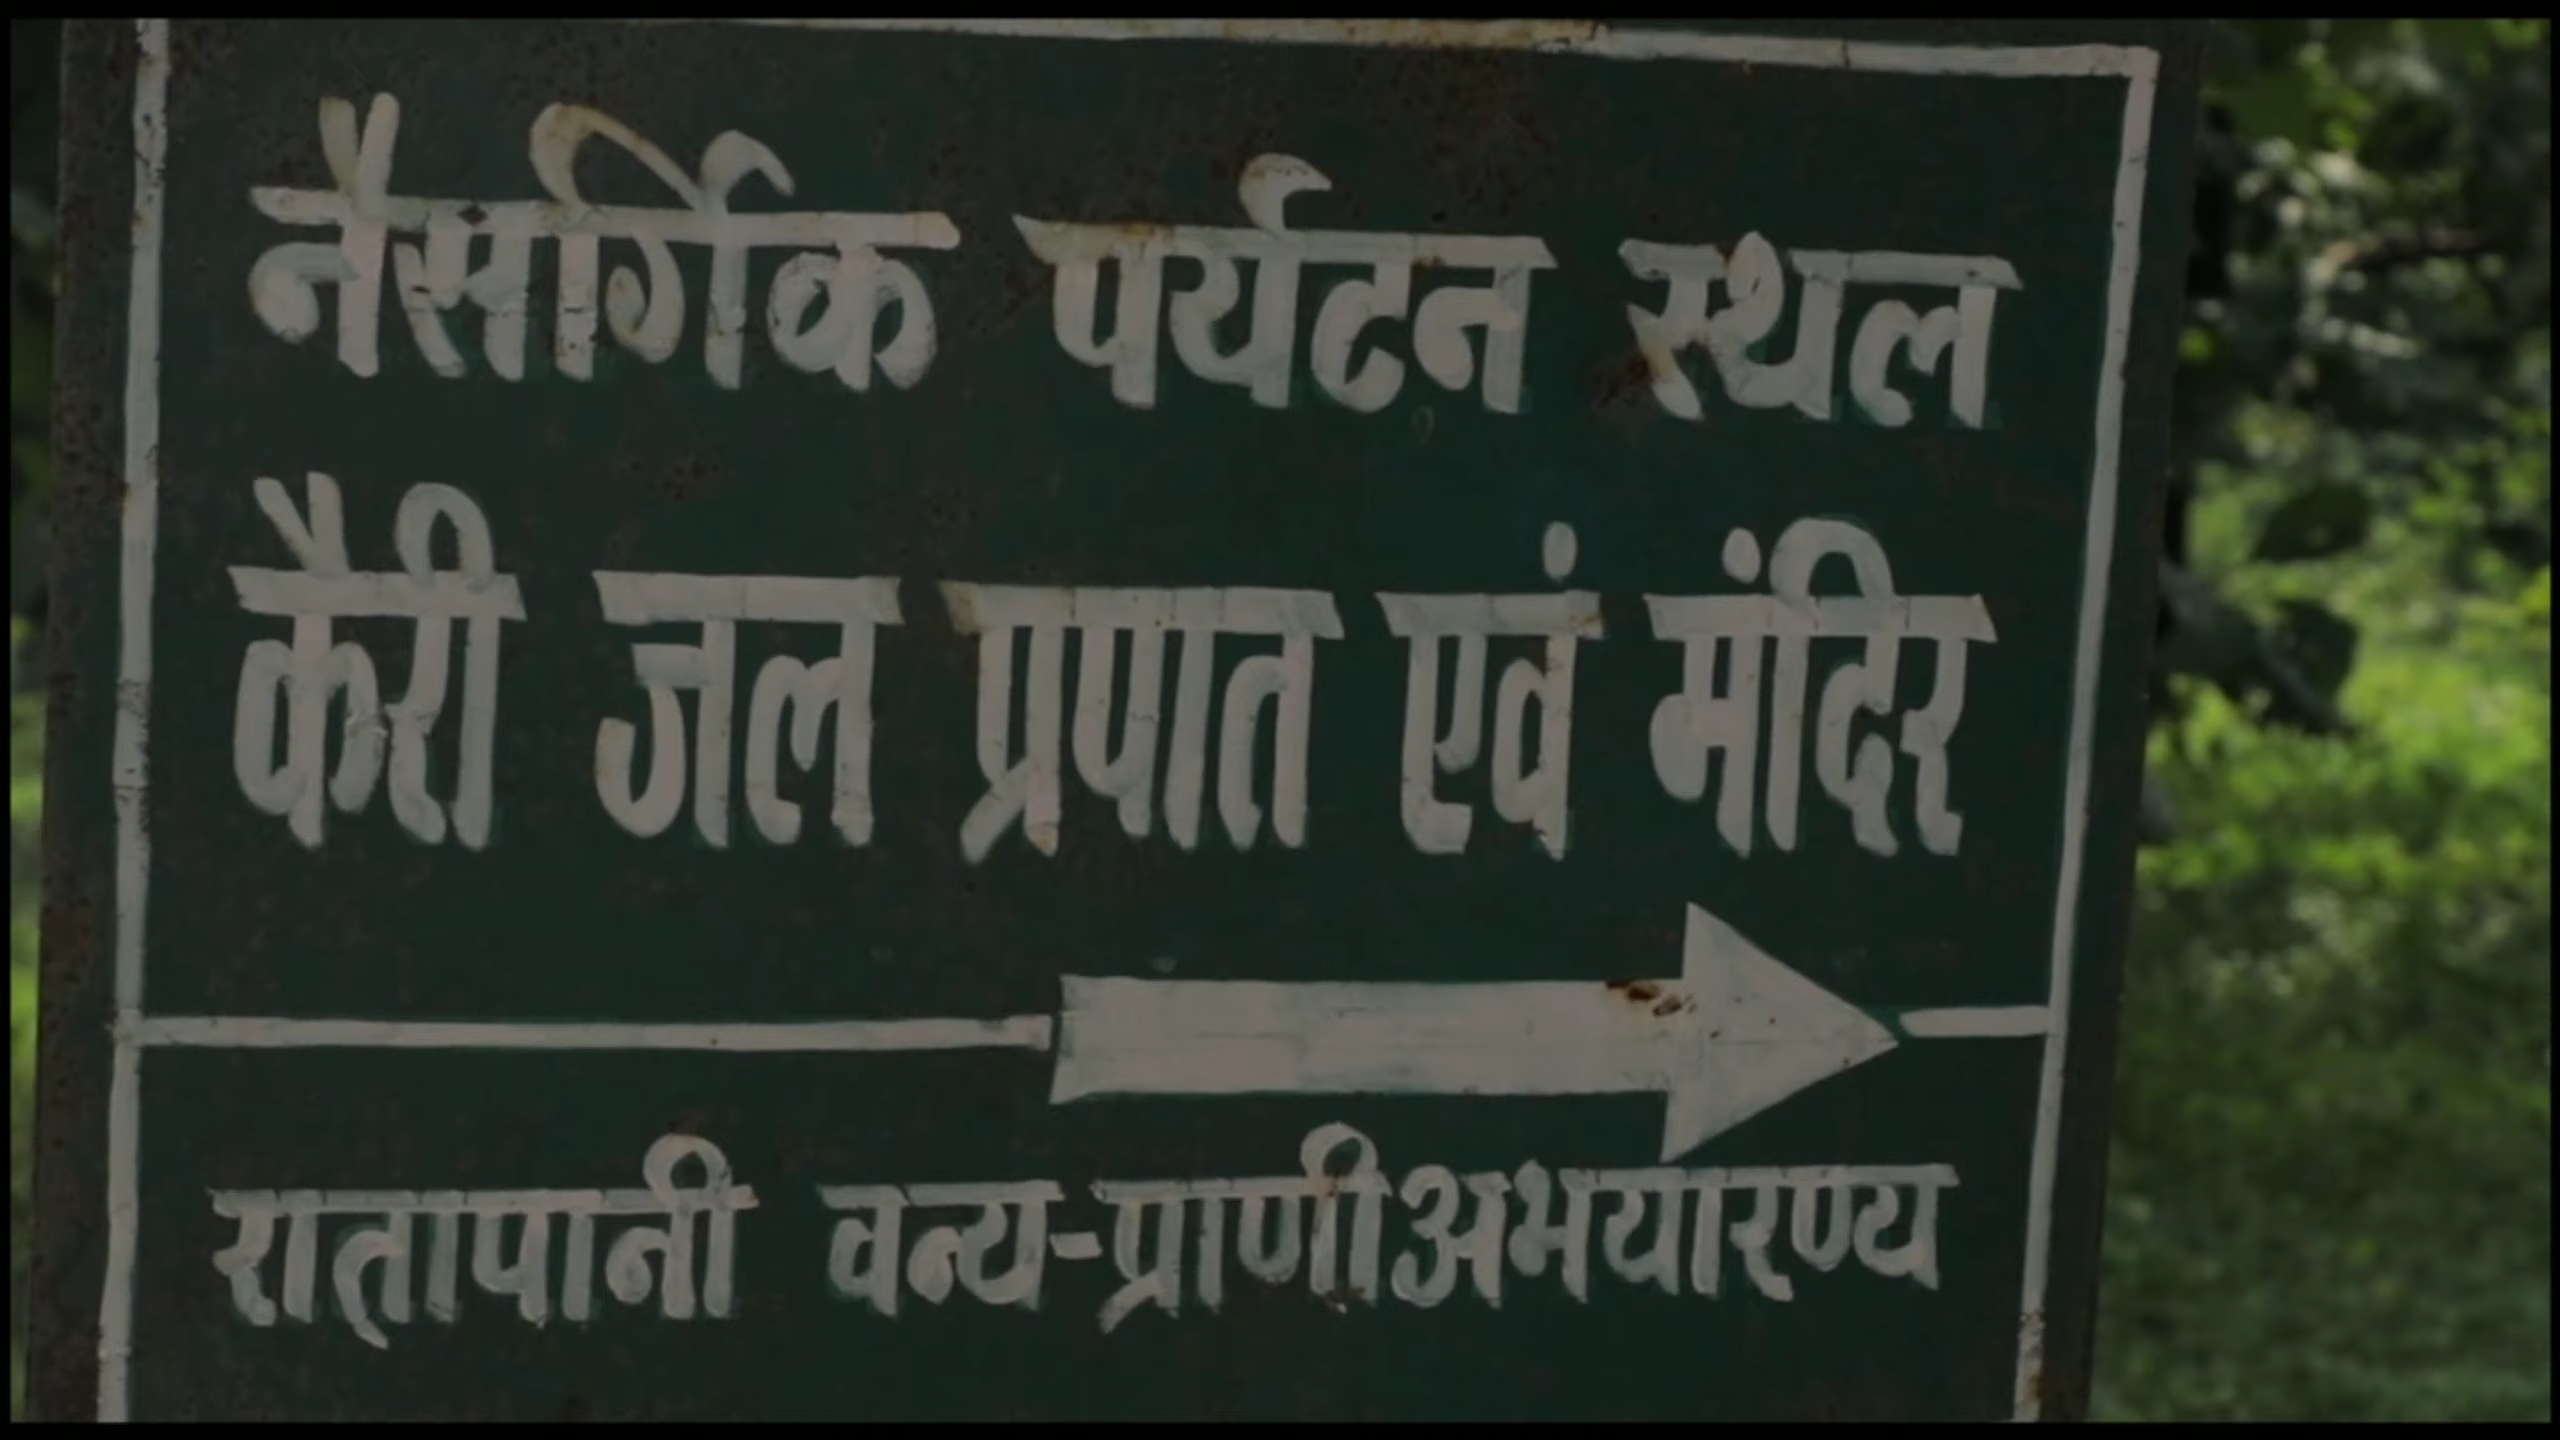 नैसर्गिक पर्यटन स्थल
कैरी जल प्रपात एवं मंदिर
रातापानी वन्य-प्राणी अभयारण्य